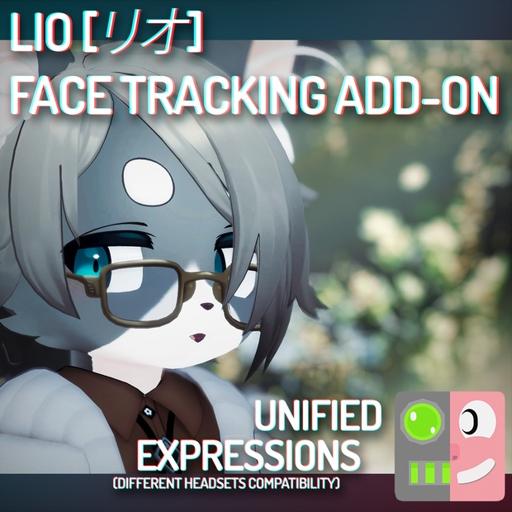 LIO [リオ]
FACE TRACKING ADD-ON
UNIFIED
EXPRESSIONS
(DIFFERENT HEADSETS COMPATIBILITY)